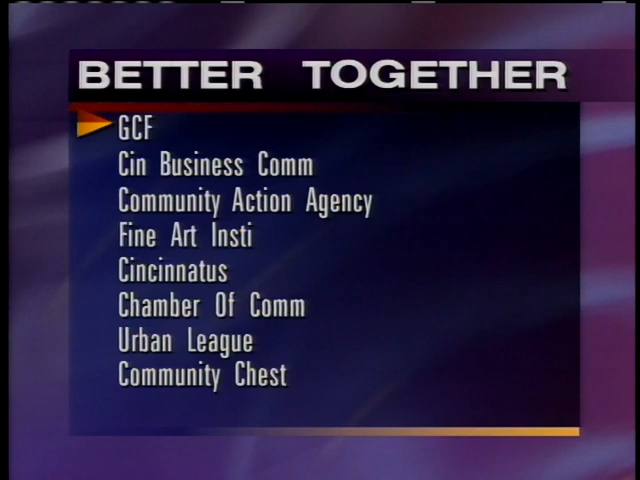 BETTER TOGETHER
GCF
Cin Business Comm
Community Action Agency
Fine Art Insti
Cincinnatus
Chamber Of Comm
Urban League
Community Chest